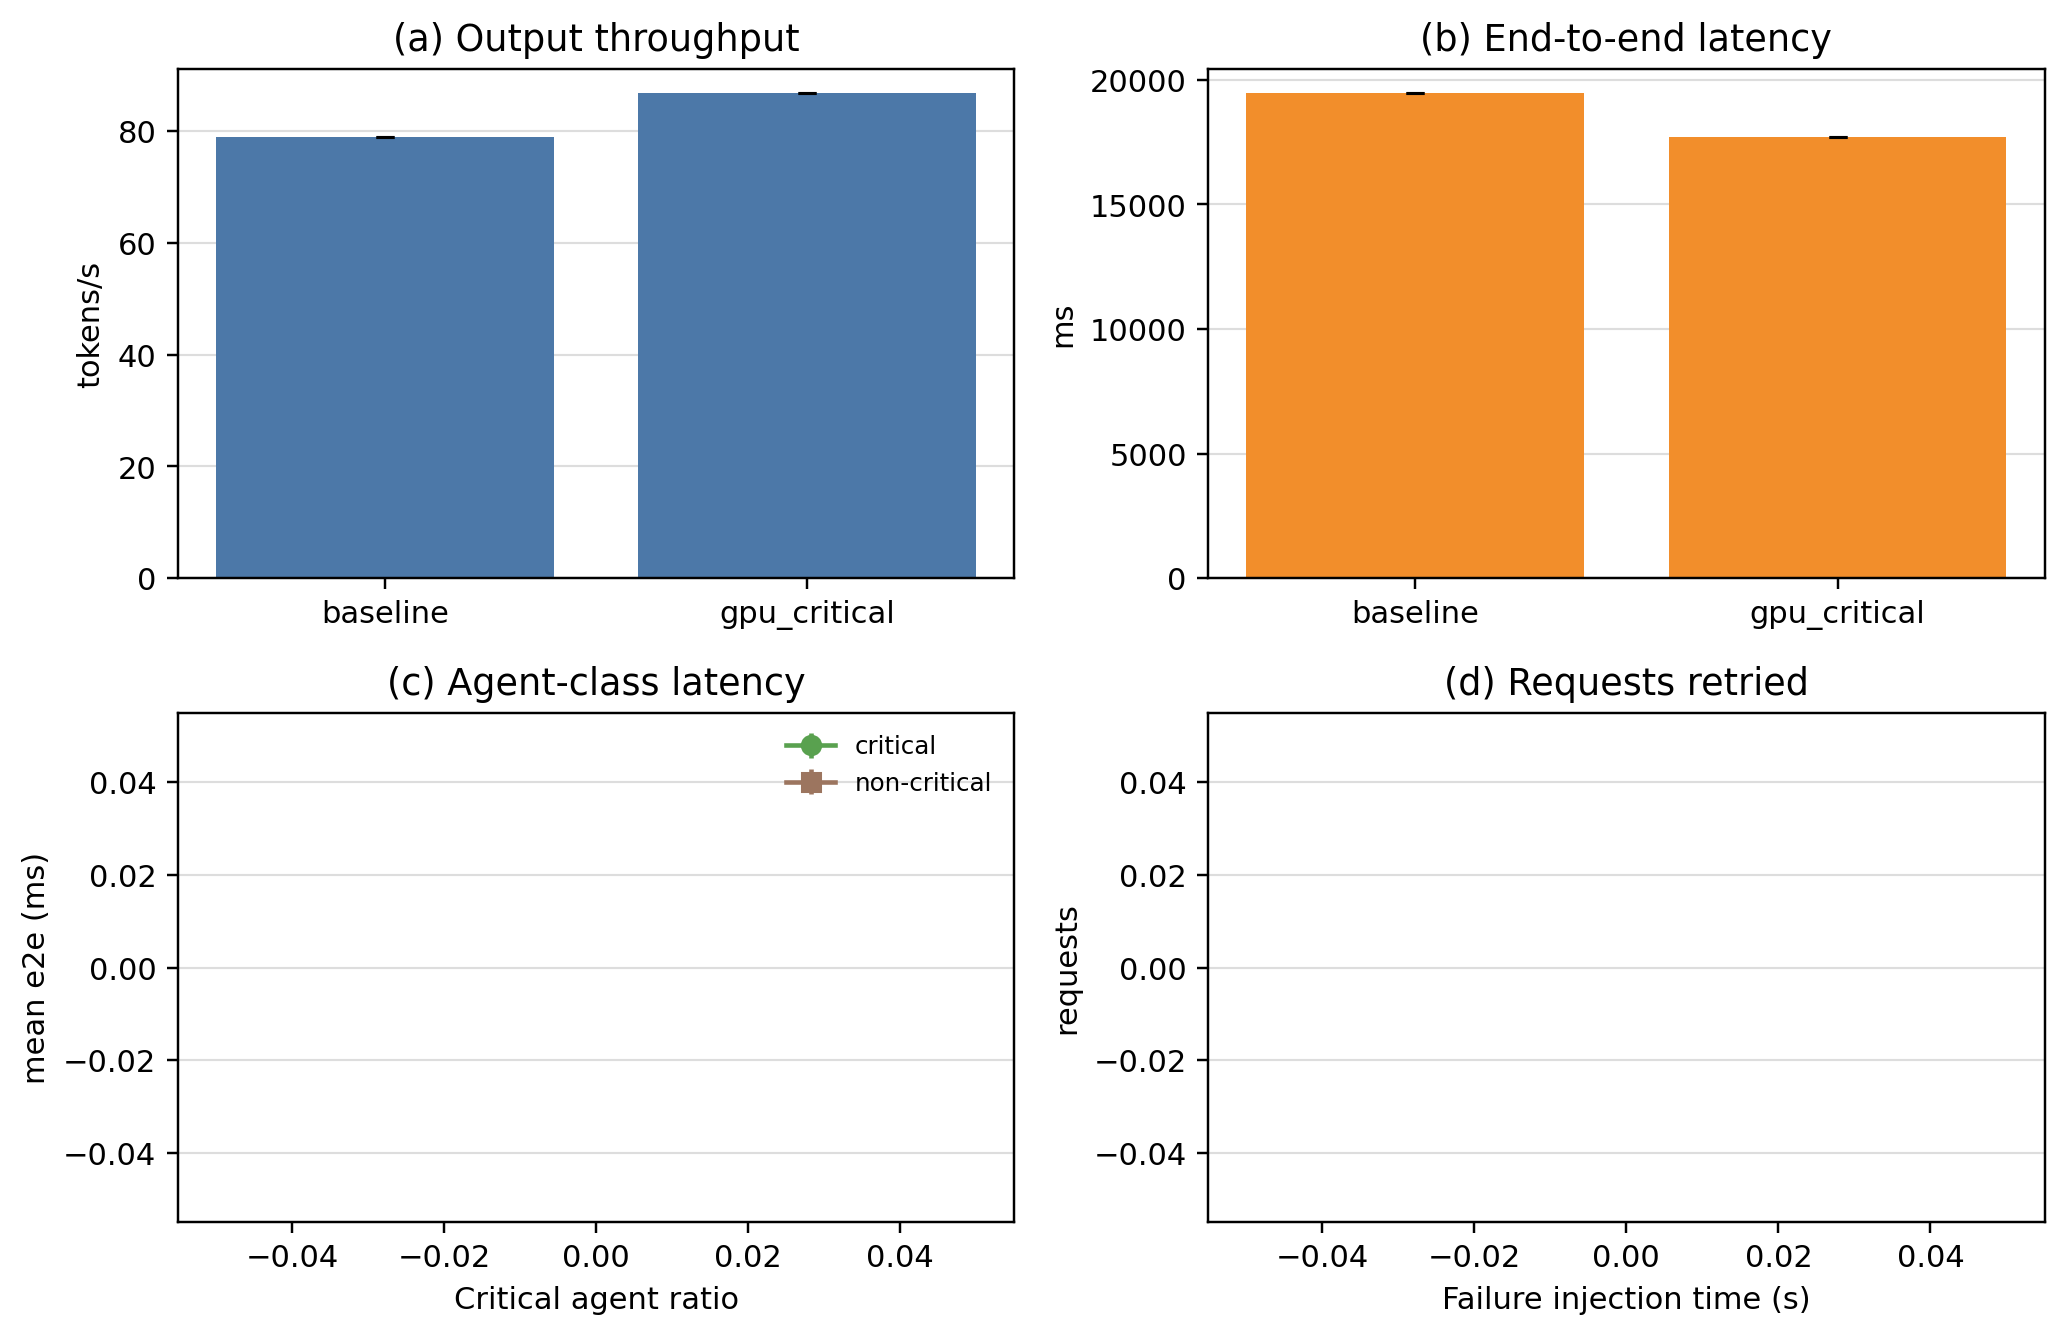 (a) Output throughput
tokens/s
80
60
40
20
0
baseline gpu_critical
(b) End-to-end latency
ms
20000
15000
10000
5000
0
baseline gpu_critical
(c) Agent-class latency
critical
non-critical
mean e2e (ms)
0.04
0.02
0.00
−0.02
−0.04
−0.04 −0.02 0.00 0.02 0.04
Critical agent ratio
(d) Requests retried
requests
0.04
0.02
0.00
−0.02
−0.04
−0.04 −0.02 0.00 0.02 0.04
Failure injection time (s)